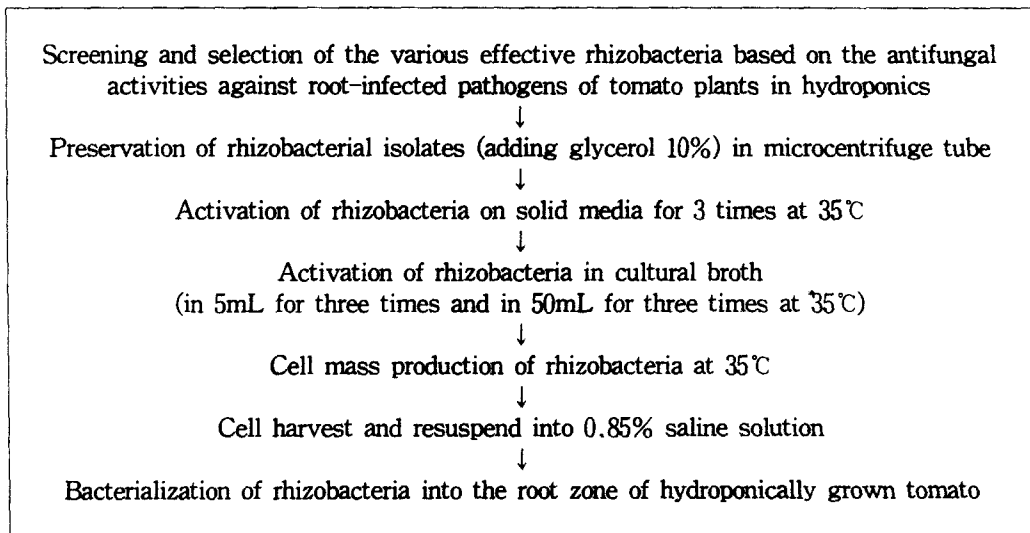 Screening and selection of the various effective rhizobacteria based on the antifungal
activities against root-infected pathogens of tomato plants in hydroponics
↓
Preservation of rhizobacterial isolates (adding glycerol 10%) in microcentrifuge tube
↓
Activation of rhizobacteria on solid media for 3 times at 35℃
↓
Activation of rhizobacteria in cultural broth
(in 5mL for three times and in 50mL for three times at 35℃)
↓
Cell mass production of rhizobacteria at 35℃
↓
Cell harvest and resuspend into 0.85% saline solution
↓
Bacterialization of rhizobacteria into the root zone of hydroponically grown tomato